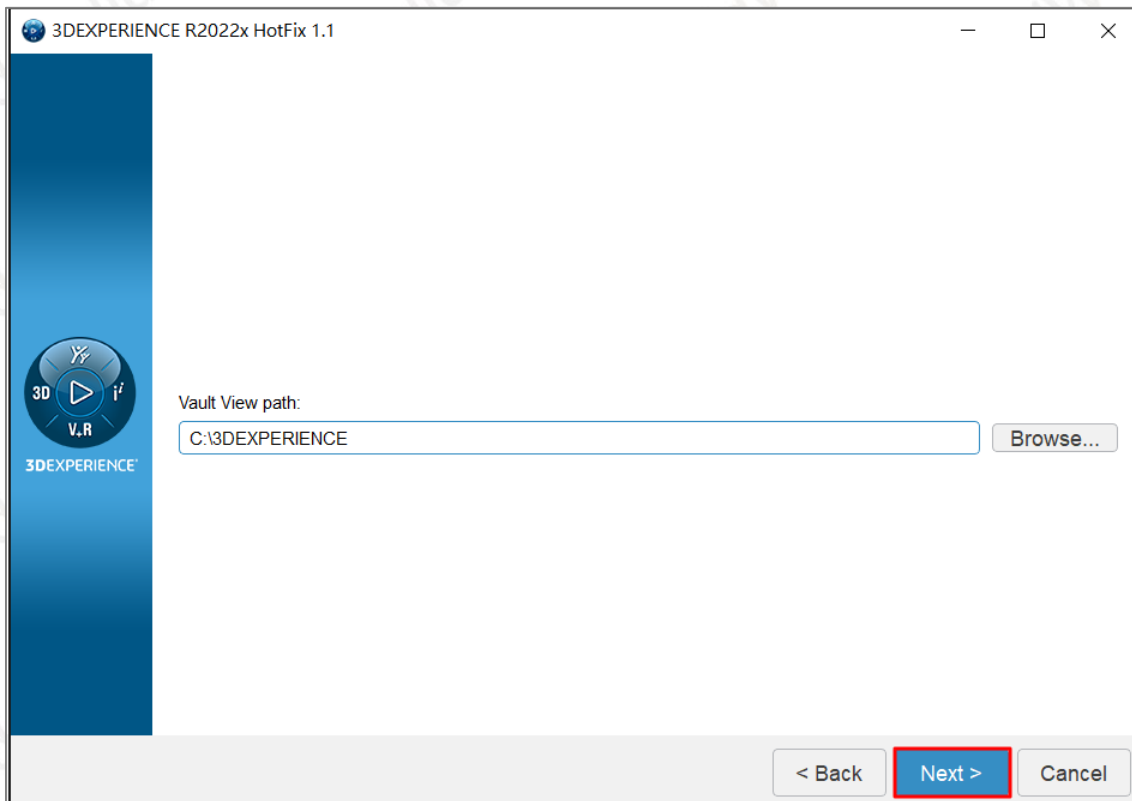 3DEXPERIENCE R2022x HotFix 1.1
3D
i
V+R
3DEXPERIENCE
Vault View path:
C:\3DEXPERIENCE
Browse...
< Back
Next >
Cancel